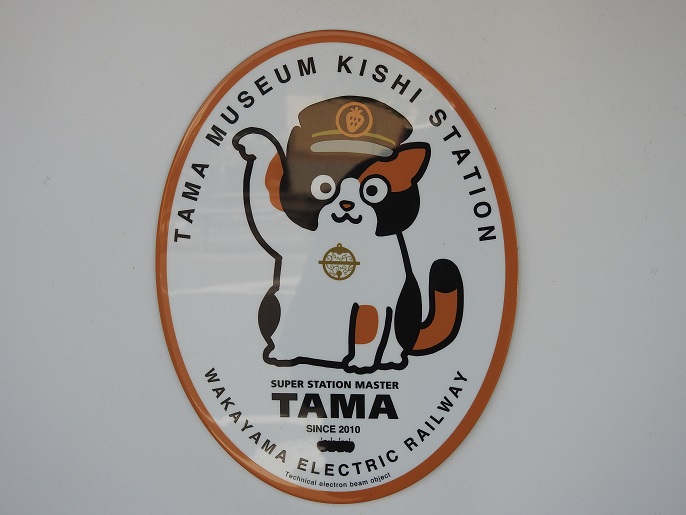 TAMA MUSEUM KISHI STATION
SUPER STATION MASTER
TAMA
SINCE 2010
WAKAYAMA ELECTRIC RAILWAY
Technical electron beam object